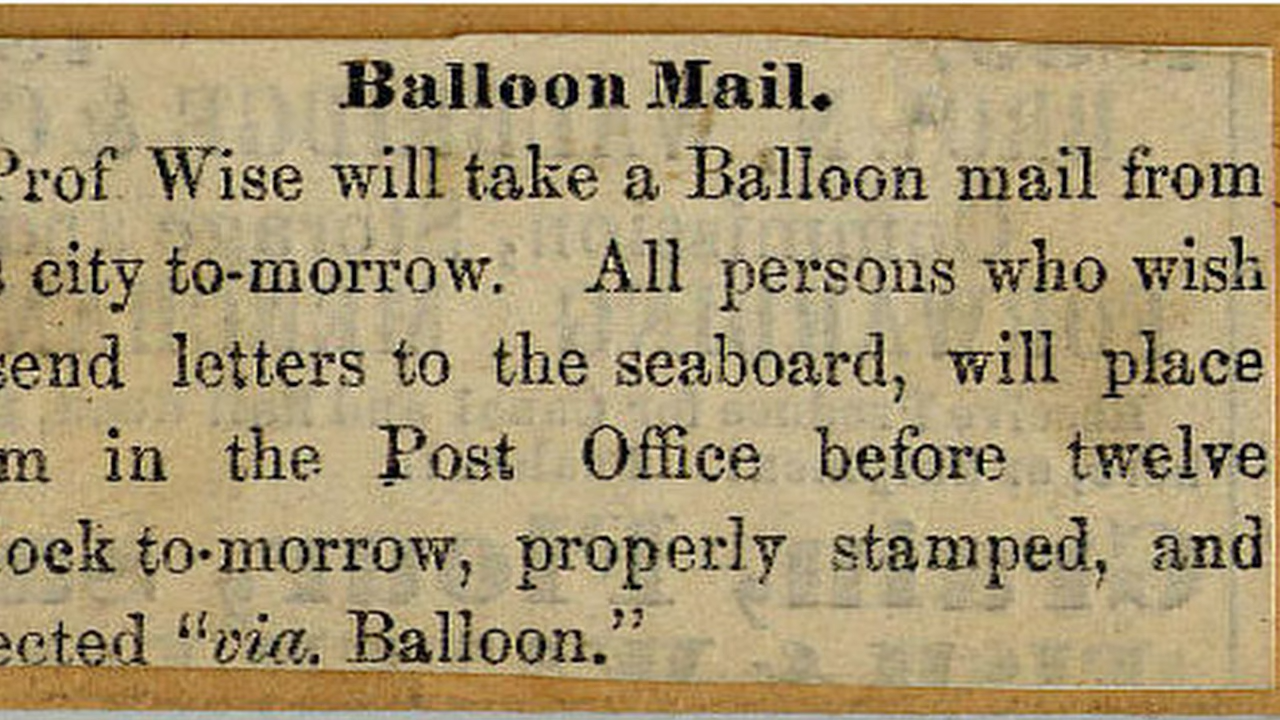 Balloon Mail.
Prof Wise will take a Balloon mail from
city to-morrow. All persons who wish
send letters to the seaboard, will place
m in the Post Office before twelve
ock to-morrow, properly stamped, and
ected "via. Balloon."